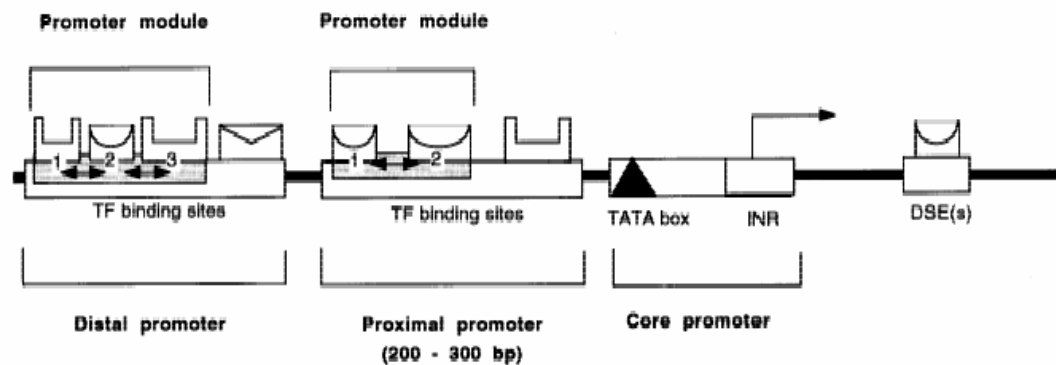 Promoter module
Promoter module
1 2 3
1 2
TF binding sites
TF binding sites
TATA box
INR
DSE(s)
Distal promoter
Proximal promoter
(200 - 300 bp)
Core promoter